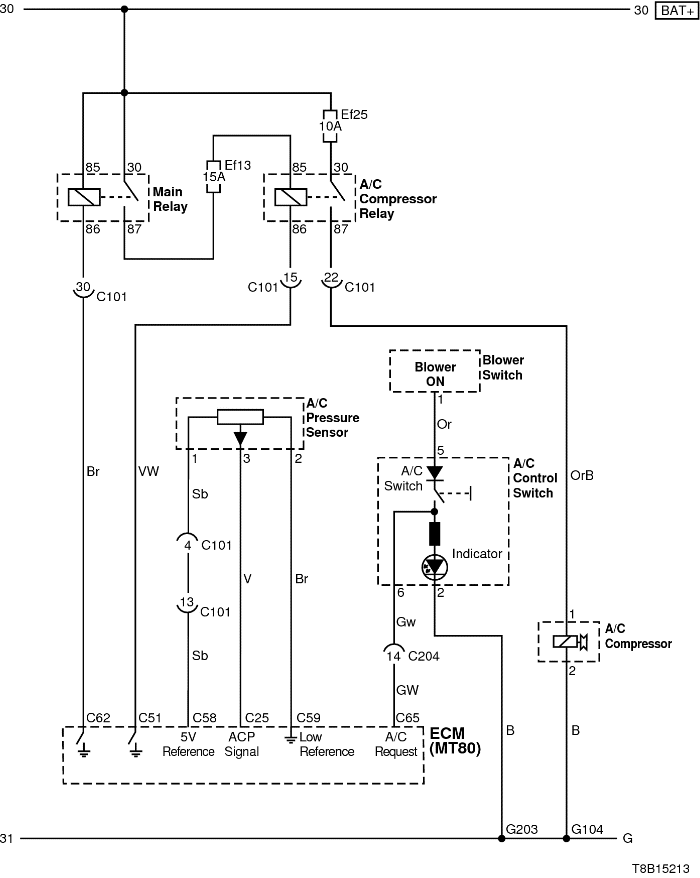 30
30 BAT+
Ef25
10A
85 30
Ef13
15A
85 30
Main
Relay
A/C
Compressor
Relay
86 87
86 87
30
C101
15
C101
22
C101
Blower
ON
Blower
Switch
1
Or
A/C
Pressure
Sensor
1 3 2
5
A/C
Switch
A/C
Control
Switch
Br
VW
Sb
OrB
4 C101
V
Br
Indicator
6 2
13
C101
Gw
1
A/C
Compressor
2
Sb
14 C204
GW
C62 C51 C58 C25 C59 C65
5V
Reference
ACP
Signal
Low
Reference
A/C
Request
ECM
(MT80)
B
B
31
G203
G104
G
T8B15213